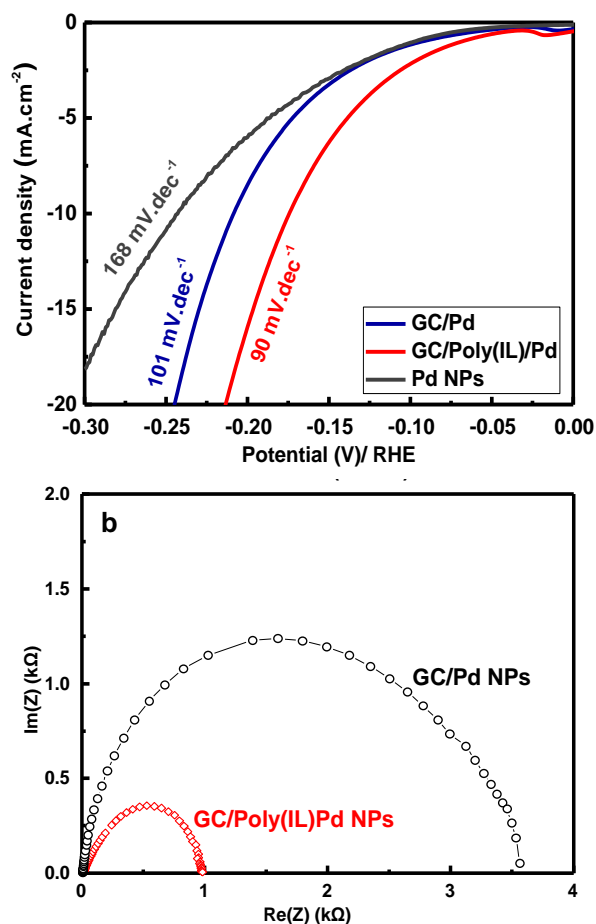 0
-5
-10
-15
-20
Current density (mA.cm⁻²)
168 mV.dec⁻¹
101 mV.dec⁻¹
90 mV.dec⁻¹
GC/Pd
GC/Poly(IL)/Pd
Pd NPs
-0.30 -0.25 -0.20 -0.15 -0.10 -0.05 0.00
Potential (V)/ RHE
b
2.0
1.5
1.0
0.5
0.0
Im(Z) (kΩ)
GC/Pd NPs
GC/Poly(IL)Pd NPs
0 1 2 3 4
Re(Z) (kΩ)